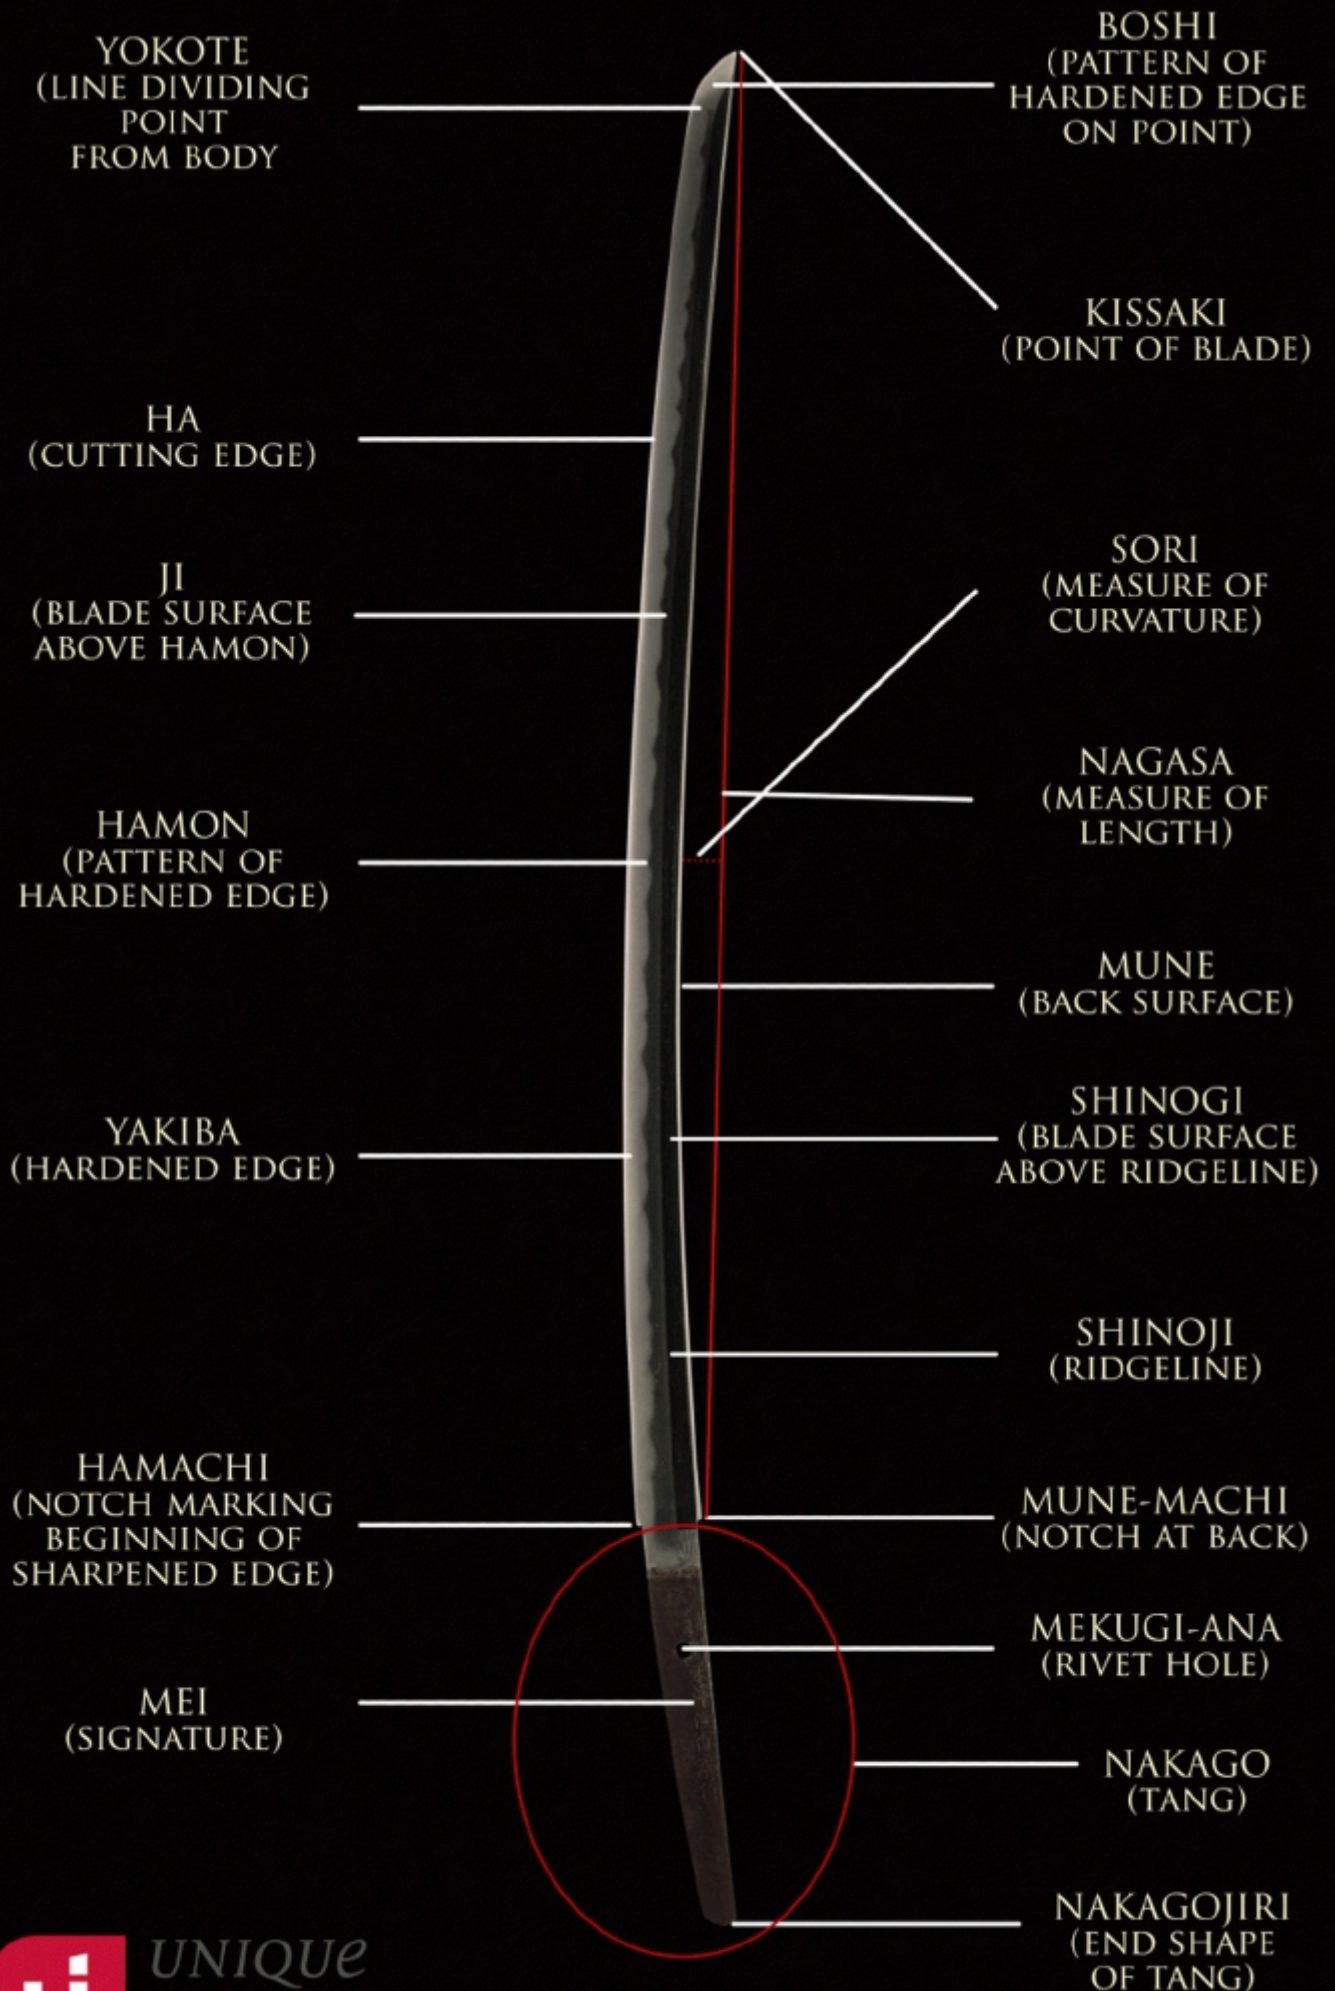 YOKOTE
(LINE DIVIDING
POINT
FROM BODY
HA
(CUTTING EDGE)
JI
(BLADE SURFACE
ABOVE HAMON)
HAMON
(PATTERN OF
HARDENED EDGE)
YAKIBA
(HARDENED EDGE)
HAMACHI
(NOTCH MARKING
BEGINNING OF
SHARPENED EDGE)
MEI
(SIGNATURE)
BOSHI
(PATTERN OF
HARDENED EDGE
ON POINT)
KISSAKI
(POINT OF BLADE)
SORI
(MEASURE OF
CURVATURE)
NAGASA
(MEASURE OF
LENGTH)
MUNE
(BACK SURFACE)
SHINOGI
(BLADE SURFACE
ABOVE RIDGELINE)
SHINOJI
(RIDGELINE)
MUNE-MACHI
(NOTCH AT BACK)
MEKUGI-ANA
(RIVET HOLE)
NAKAGO
(TANG)
NAKAGOJIRI
(END SHAPE
OF TANG)
UNIQUE